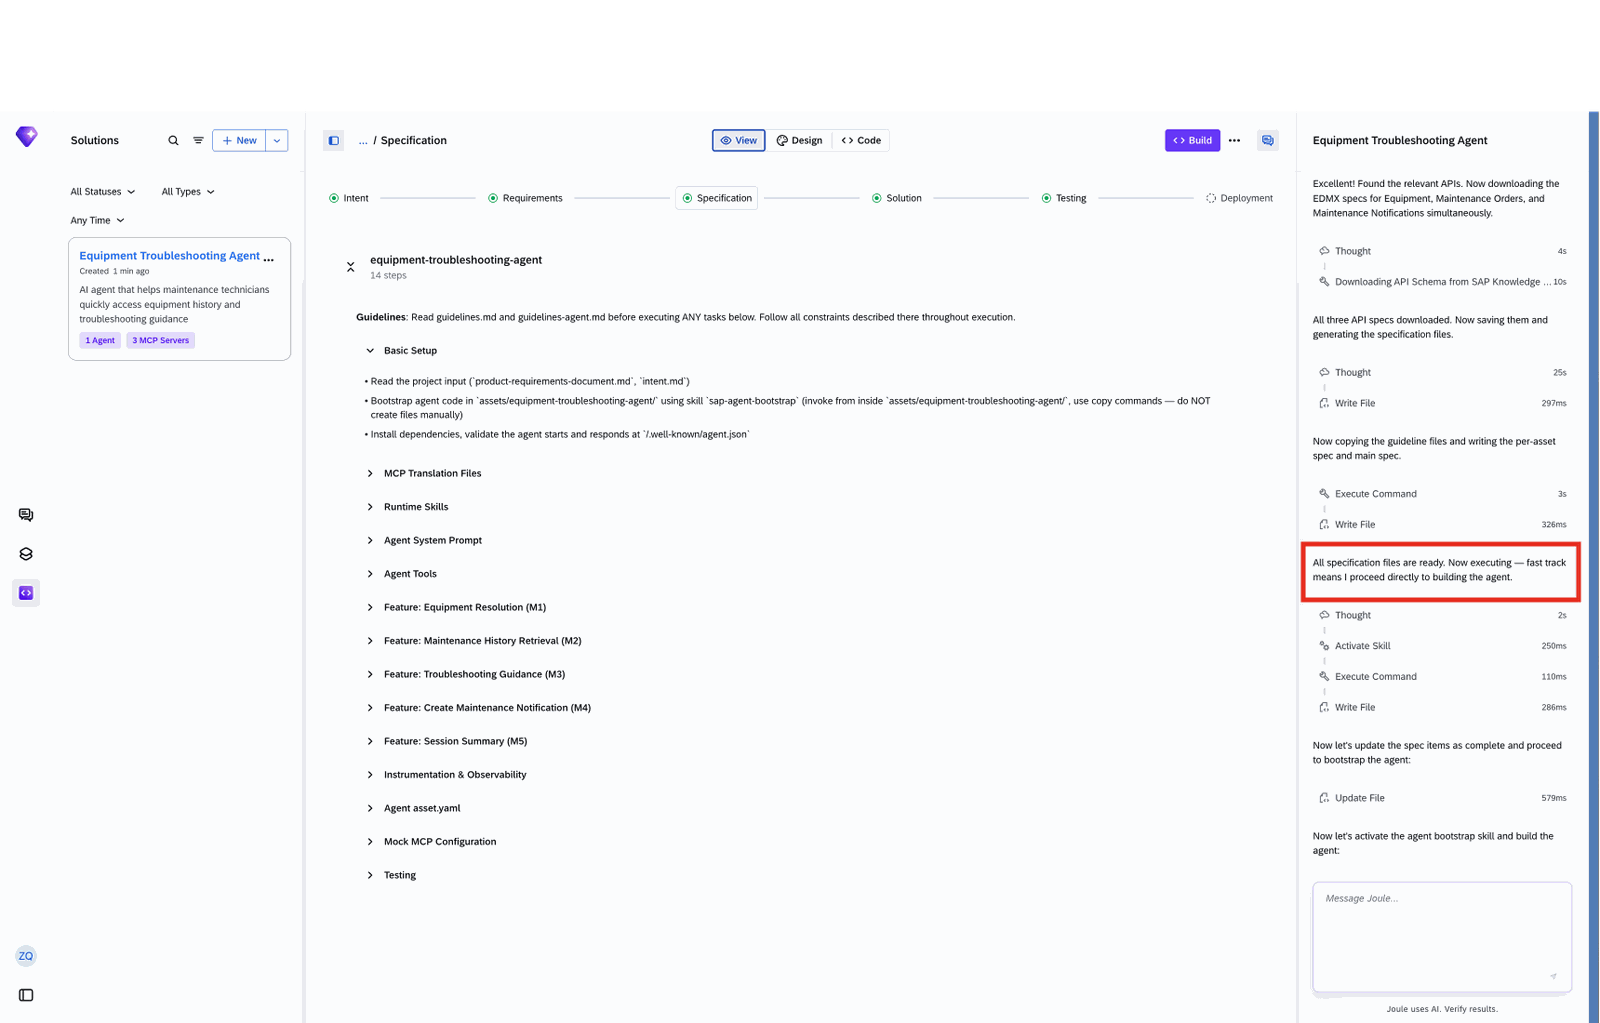 Solutions
New
All Statuses
All Types
Any Time
Equipment Troubleshooting Agent
...
Created 1 min ago
AI agent that helps maintenance technicians
quickly access equipment history and
troubleshooting guidance
1 Agent
3 MCP Servers
ZQ
... / Specification
View
Design
Code
Build
Intent
Requirements
Specification
Solution
Testing
Deployment
equipment-troubleshooting-agent
14 steps
Guidelines: Read guidelines.md and guidelines-agent.md before executing ANY tasks below. Follow all constraints described there throughout execution.
Basic Setup
• Read the project input (`product-requirements-document.md`, `intent.md`)
• Bootstrap agent code in `assets/equipment-troubleshooting-agent/` using skill `sap-agent-bootstrap` (invoke from inside `assets/equipment-troubleshooting-agent/`, use copy commands — do NOT
create files manually)
• Install dependencies, validate the agent starts and responds at `/.well-known/agent.json`
MCP Translation Files
Runtime Skills
Agent System Prompt
Agent Tools
Feature: Equipment Resolution (M1)
Feature: Maintenance History Retrieval (M2)
Feature: Troubleshooting Guidance (M3)
Feature: Create Maintenance Notification (M4)
Feature: Session Summary (M5)
Instrumentation & Observability
Agent asset.yaml
Mock MCP Configuration
Testing
Equipment Troubleshooting Agent
Excellent! Found the relevant APIs. Now downloading the
EDMX specs for Equipment, Maintenance Orders, and
Maintenance Notifications simultaneously.
Thought 4s
Downloading API Schema from SAP Knowledge ... 10s
All three API specs downloaded. Now saving them and
generating the specification files.
Thought 25s
Write File 297ms
Now copying the guideline files and writing the per-asset
spec and main spec.
Execute Command 3s
Write File 326ms
All specification files are ready. Now executing — fast track
means I proceed directly to building the agent.
Thought 2s
Activate Skill 250ms
Execute Command 110ms
Write File 286ms
Now let's update the spec items as complete and proceed
to bootstrap the agent:
Update File 579ms
Now let's activate the agent bootstrap skill and build the
agent:
Message Joule...
Joule uses AI. Verify results.